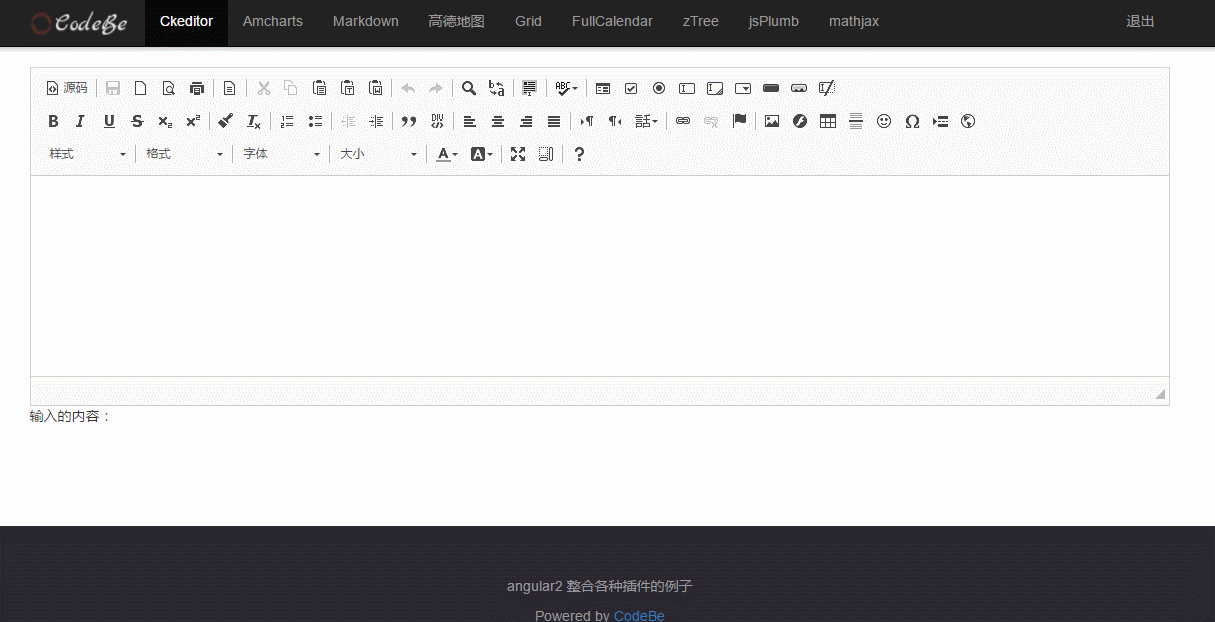 CodeBe Ckeditor Amcharts Markdown 高德地图 Grid FullCalendar zTree jsPlumb mathjax 退出
源码
样式 格式 字体 大小
输入的内容：
angular2 整合各种插件的例子
Powered by CodeBe